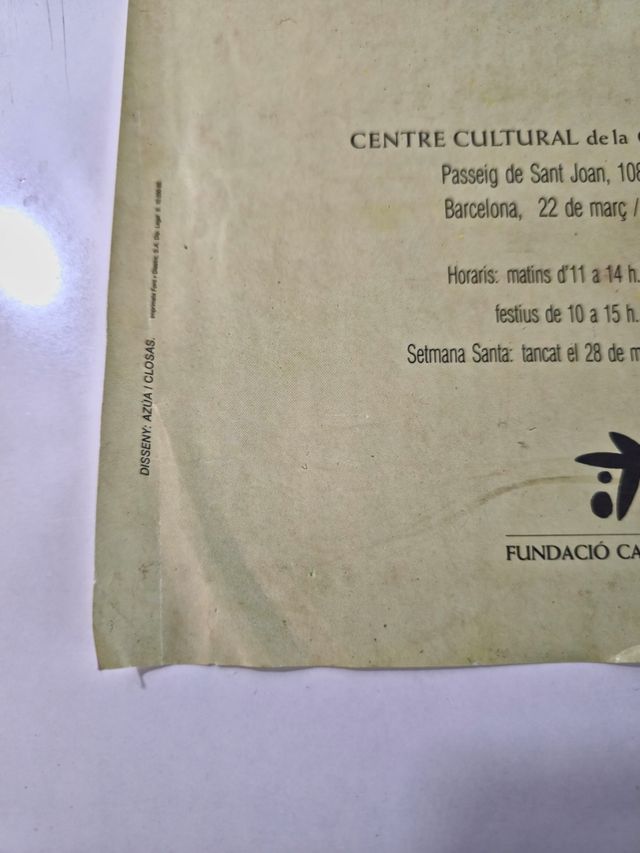 CENTRE CULTURAL de la
Passeig de Sant Joan, 108
Barcelona, 22 de març /
Horaris: matins d'11 a 14 h.
festius de 10 a 15 h.
Setmana Santa: tancat el 28 de m
FUNDACIÓ CA
DISSENY: AZÚA / CLOSAS.